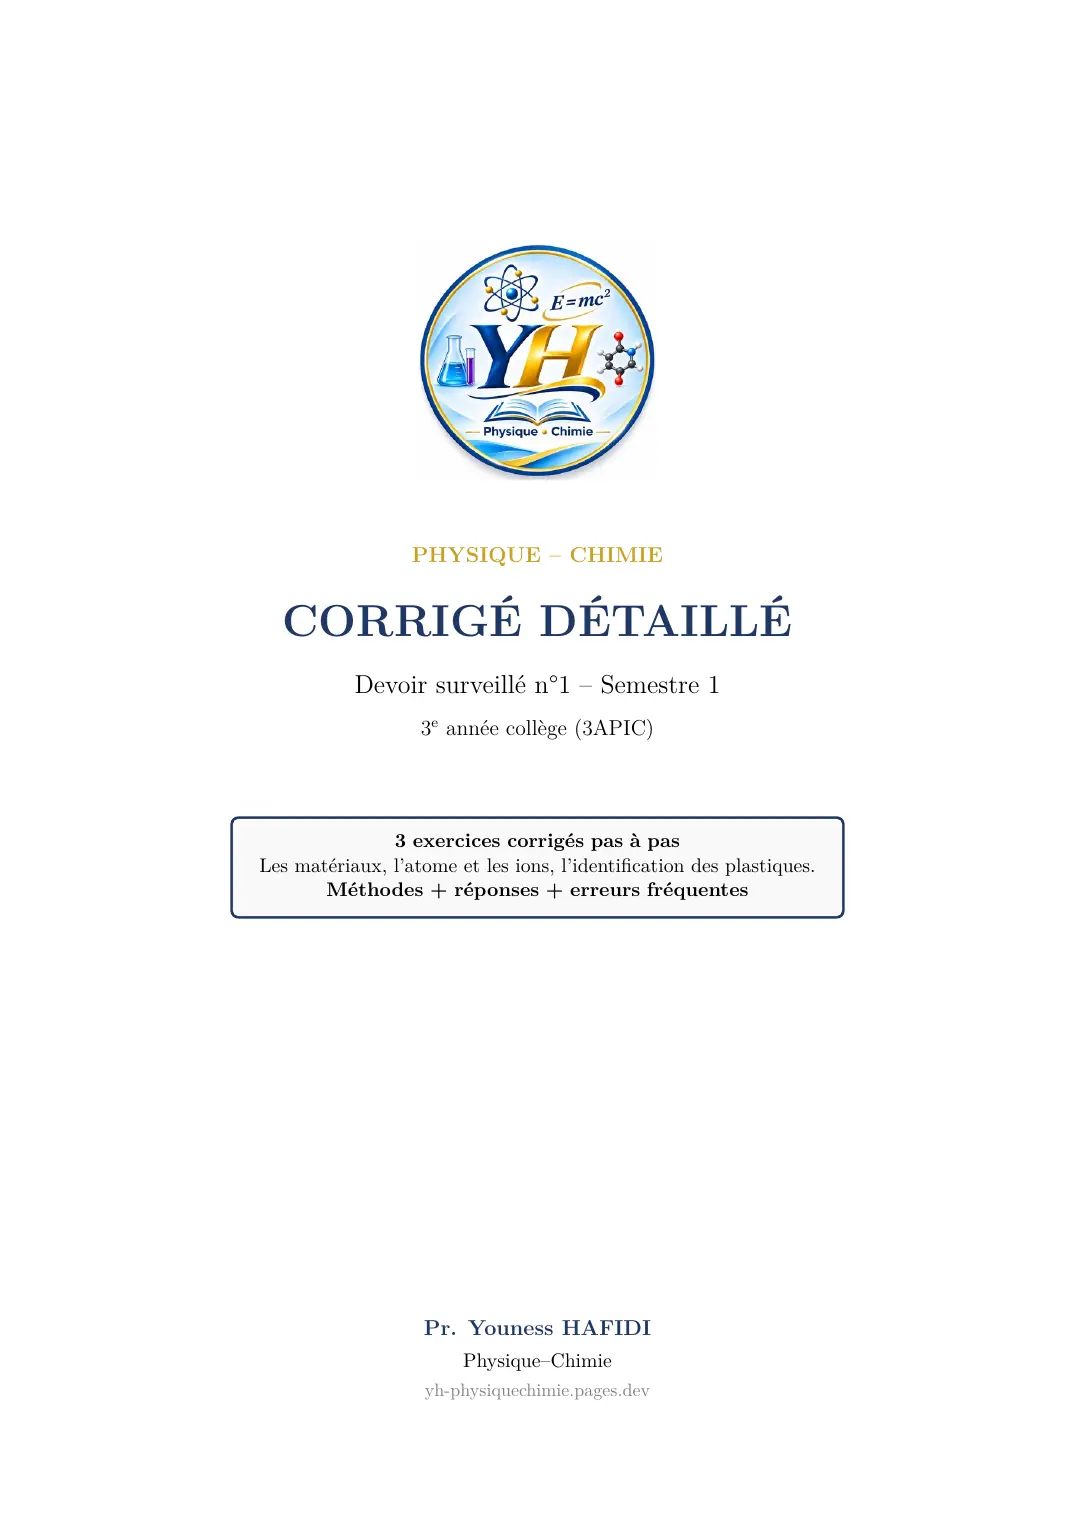 E=mc²
YH
Physique • Chimie
PHYSIQUE – CHIMIE
CORRIGÉ DÉTAILLÉ
Devoir surveillé n°1 – Semestre 1
3ᵉ année collège (3APIC)
3 exercices corrigés pas à pas
Les matériaux, l'atome et les ions, l'identification des plastiques.
Méthodes + réponses + erreurs fréquentes
Pr. Youness HAFIDI
Physique–Chimie
yh-physiquechimie.pages.dev